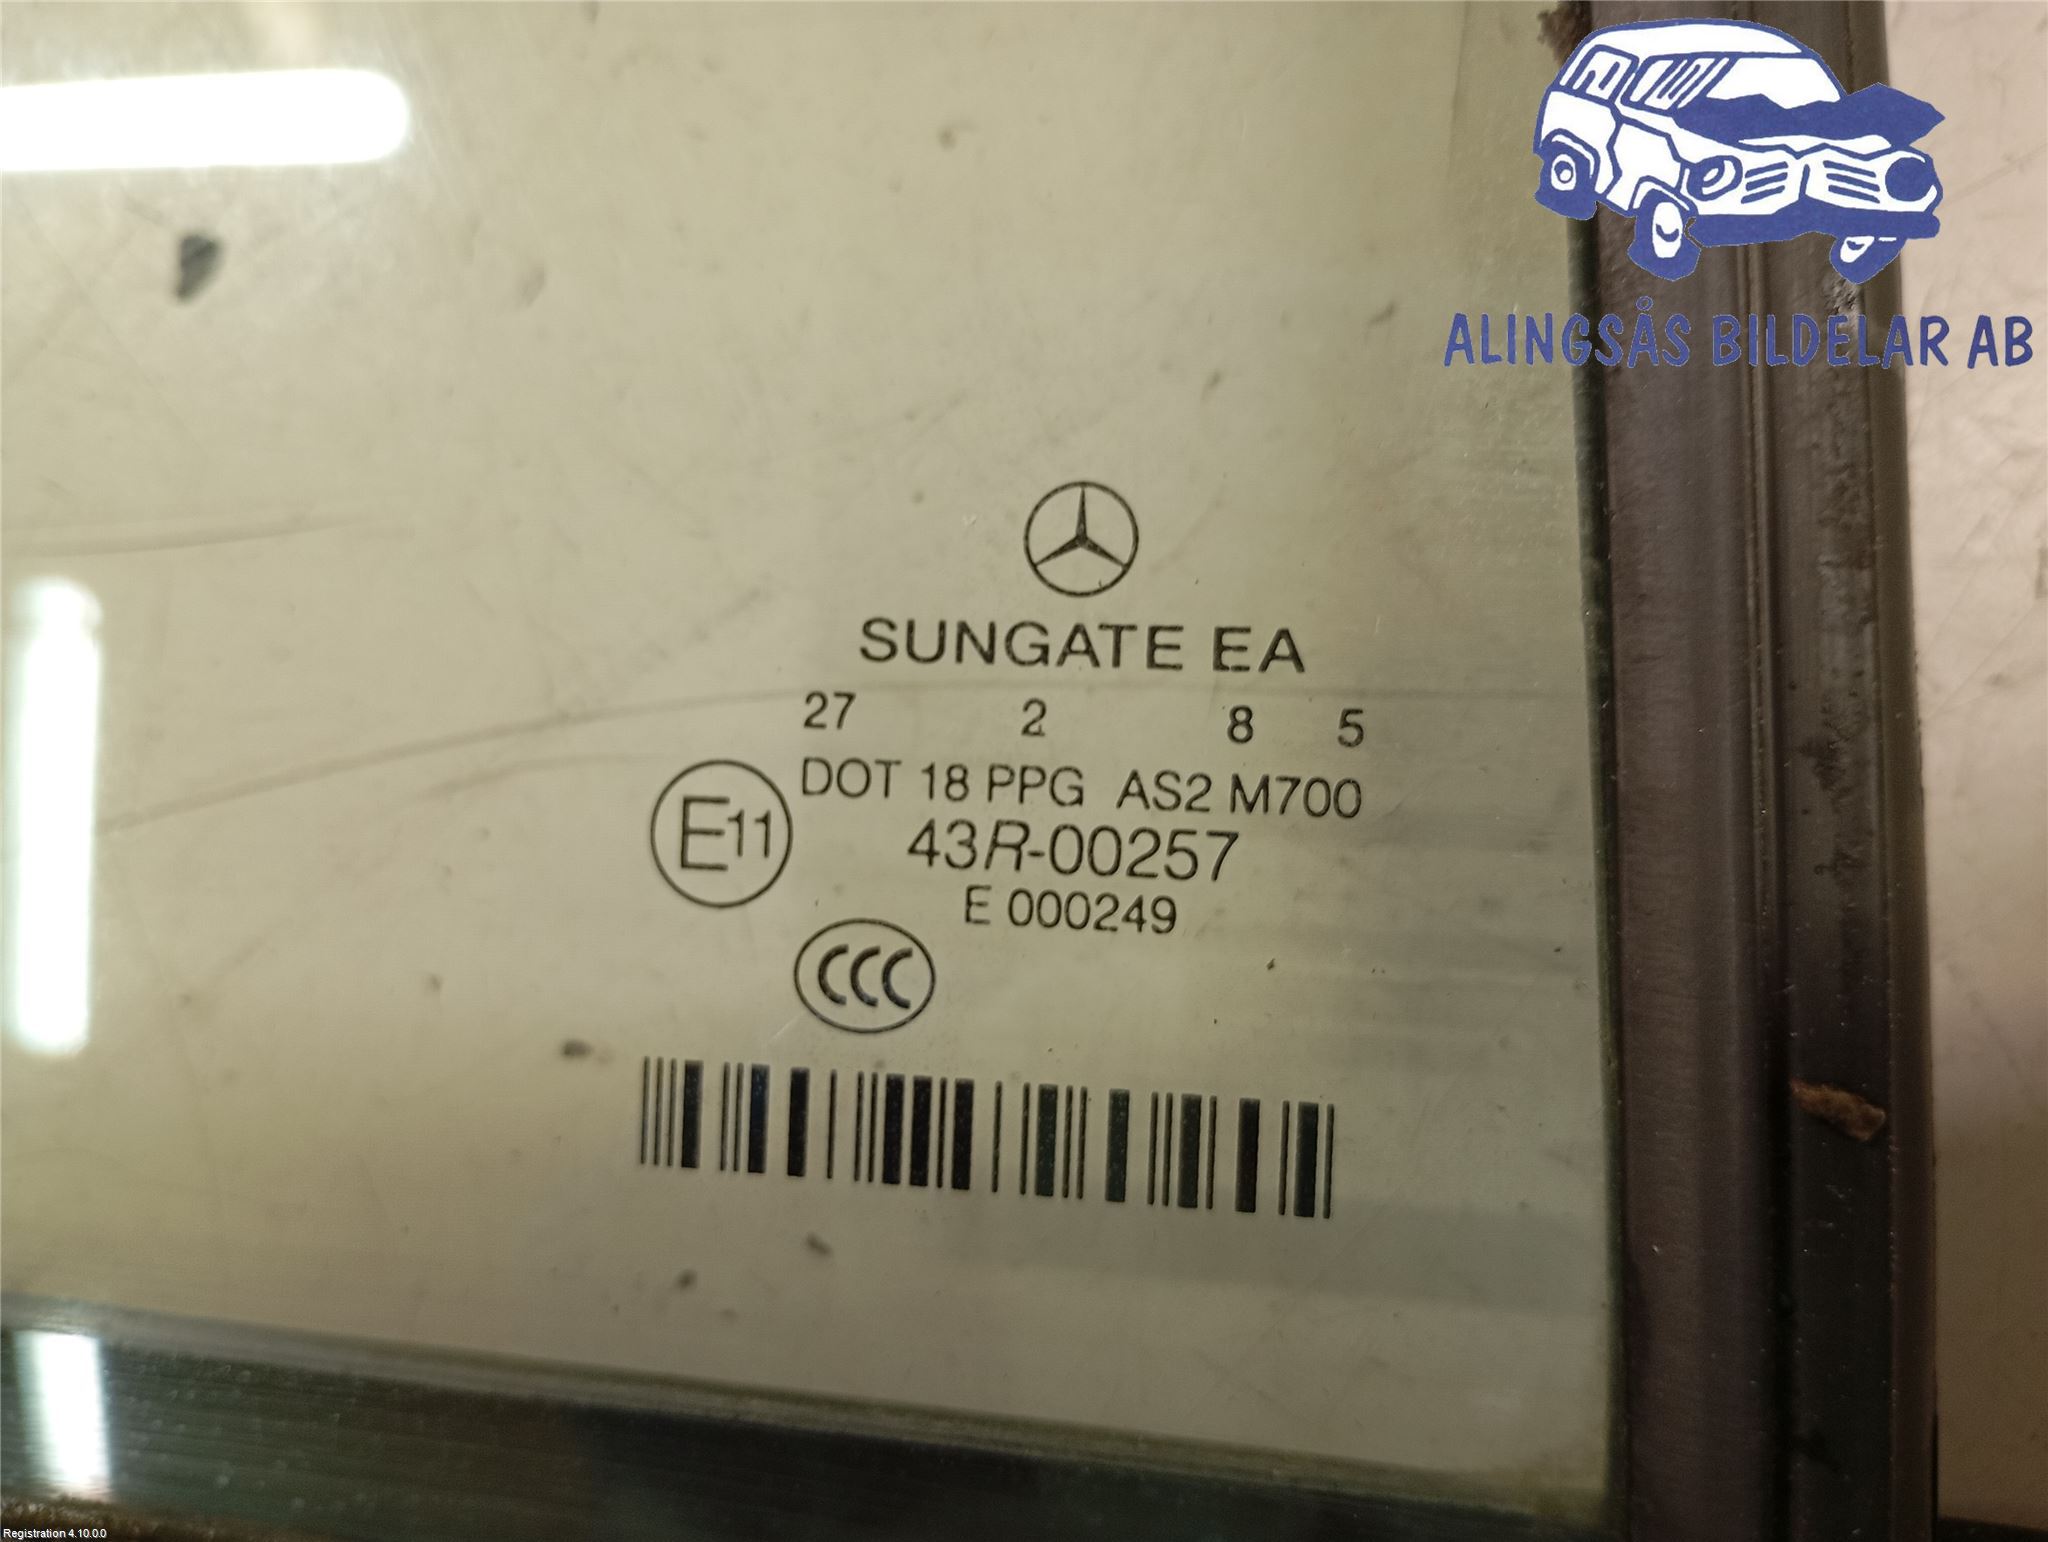 ALINGSÅS BILDELAR AB
SUNGATE EA
27 2 8 5
DOT 18 PPG AS2 M700
E11
43R-00257
E 000249
CCC
Registration 4.10.0.0